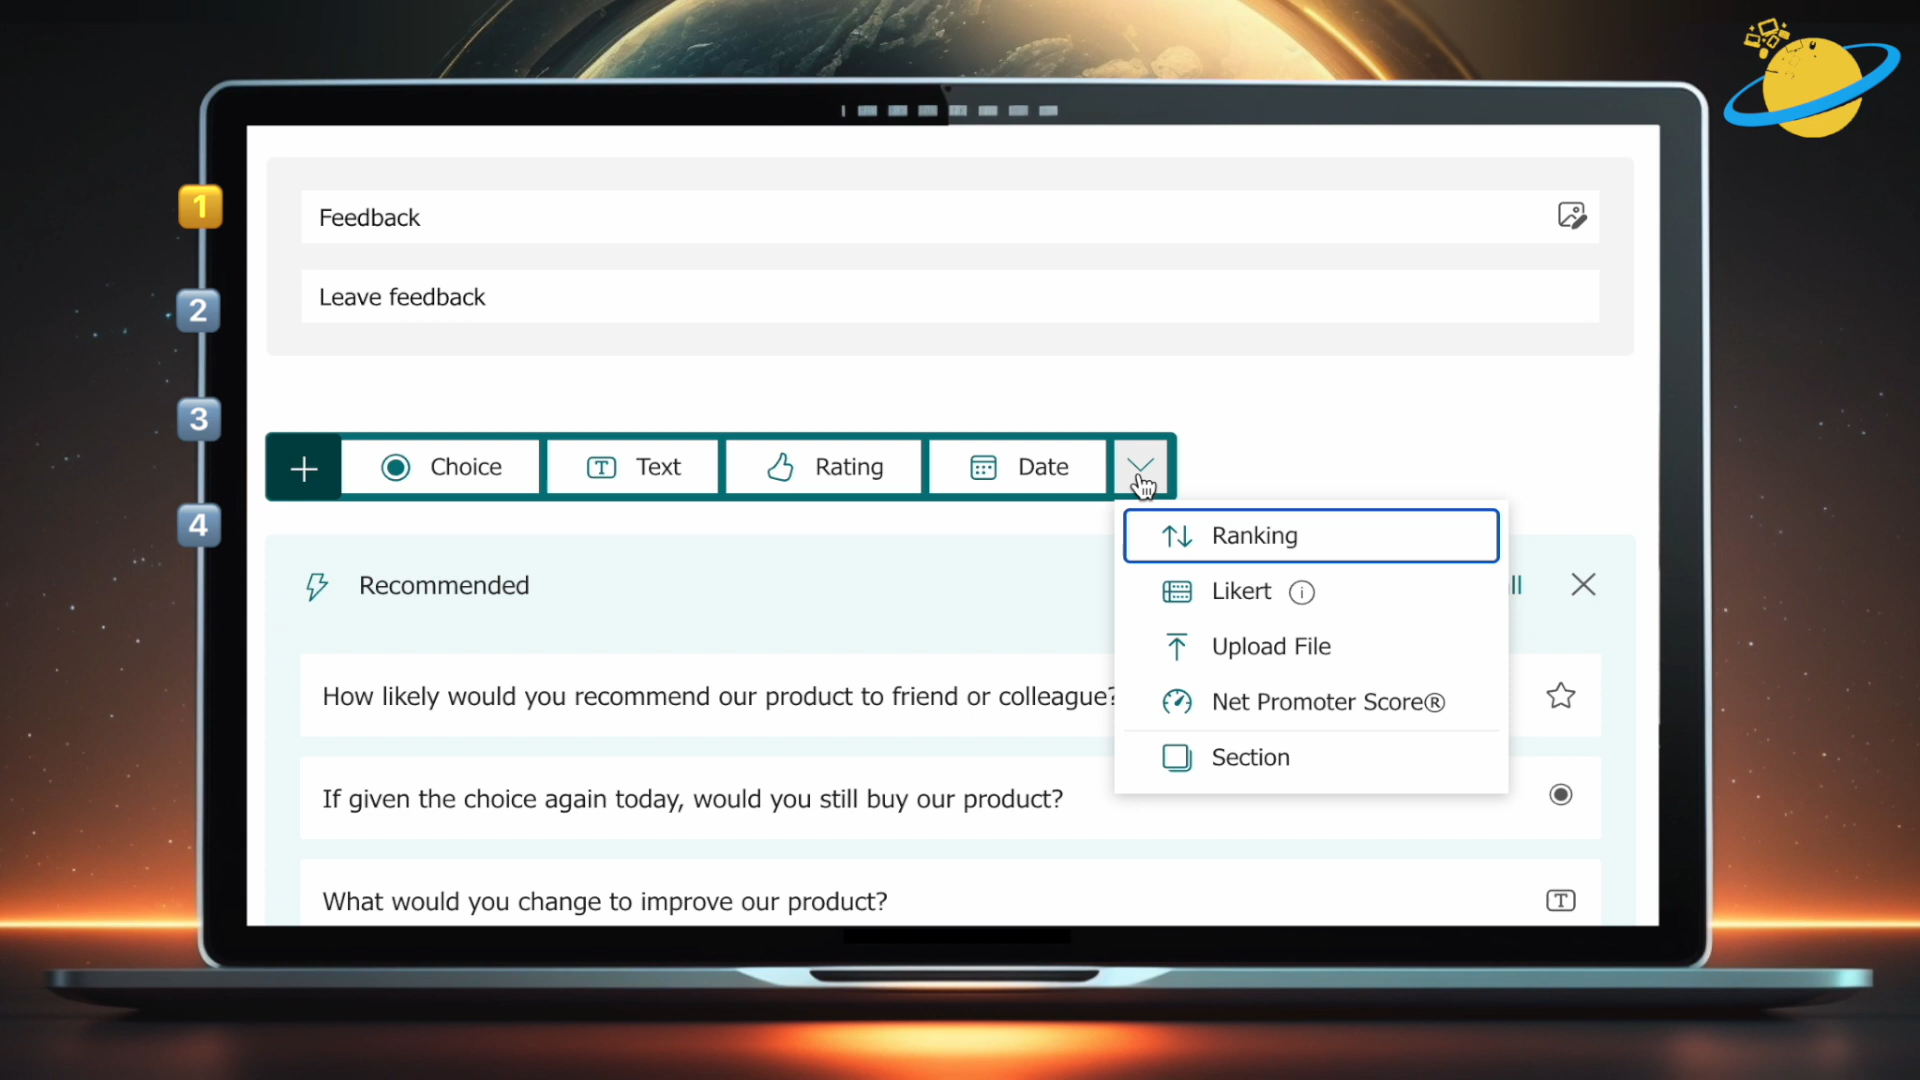 1
Feedback
2
Leave feedback
3
Choice
Text
Rating
Date
4
Ranking
Recommended
Likert
Upload File
How likely would you recommend our product to friend or colleague?
Net Promoter Score®
Section
If given the choice again today, would you still buy our product?
What would you change to improve our product?